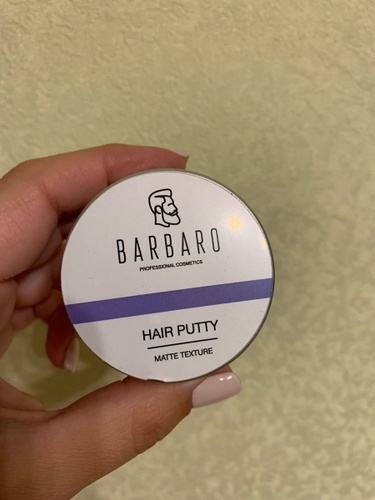 BARBARO
PROFESSIONAL COSMETICS
HAIR PUTTY
MATTE TEXTURE